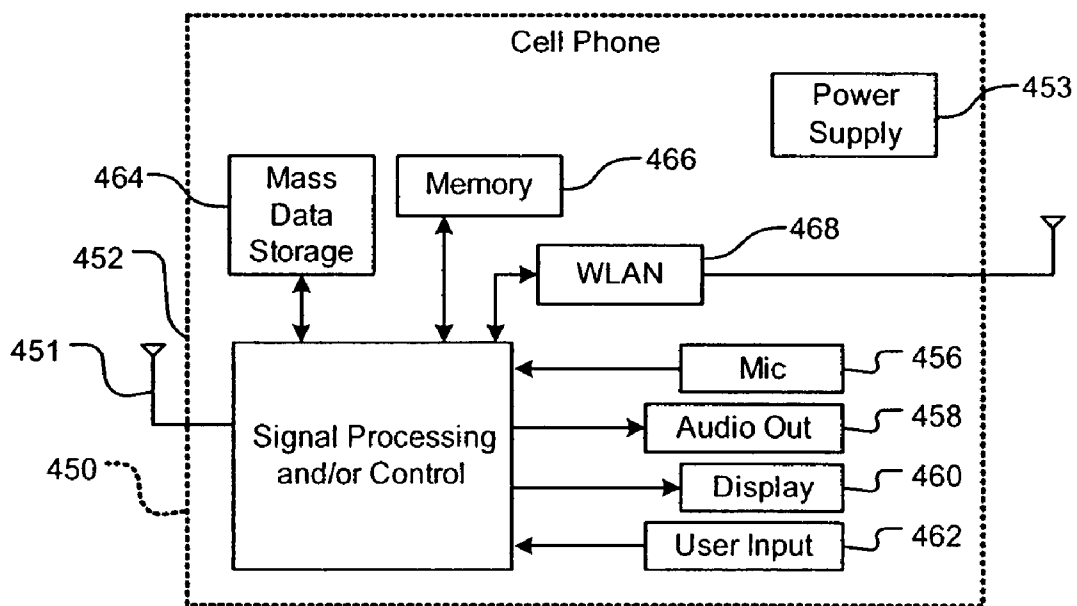 Cell Phone
Power
Supply
453
464
Mass
Data
Storage
Memory
466
468
WLAN
452
451
Signal Processing
and/or Control
Mic
456
Audio Out
458
450
Display
460
User Input
462